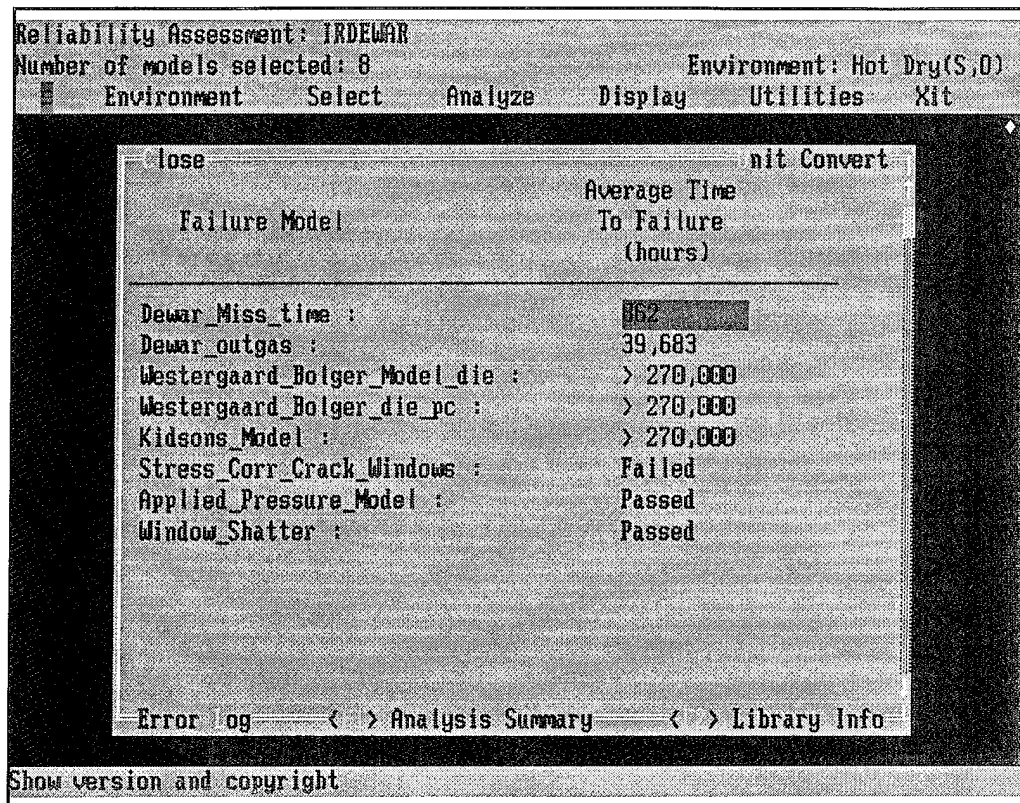 Reliability Assessment: IRDEWAR
Number of models selected: 8 Environment: Hot Dry(S,O)
Environment Select Analyze Display Utilities Xit
lose nit Convert
Average Time
Failure Model To Failure
(hours)
Dewar_Miss_time : 862
Dewar_outgas : 39,683
Westergaard_Bolger_Model_die : > 270,000
Westergaard_Bolger_die_pc : > 270,000
Kidsons_Model : > 270,000
Stress_Corr_Crack_Windows : Failed
Applied_Pressure_Model : Passed
Window_Shatter : Passed
Error og < > Analysis Summary < > Library Info
Show version and copyright